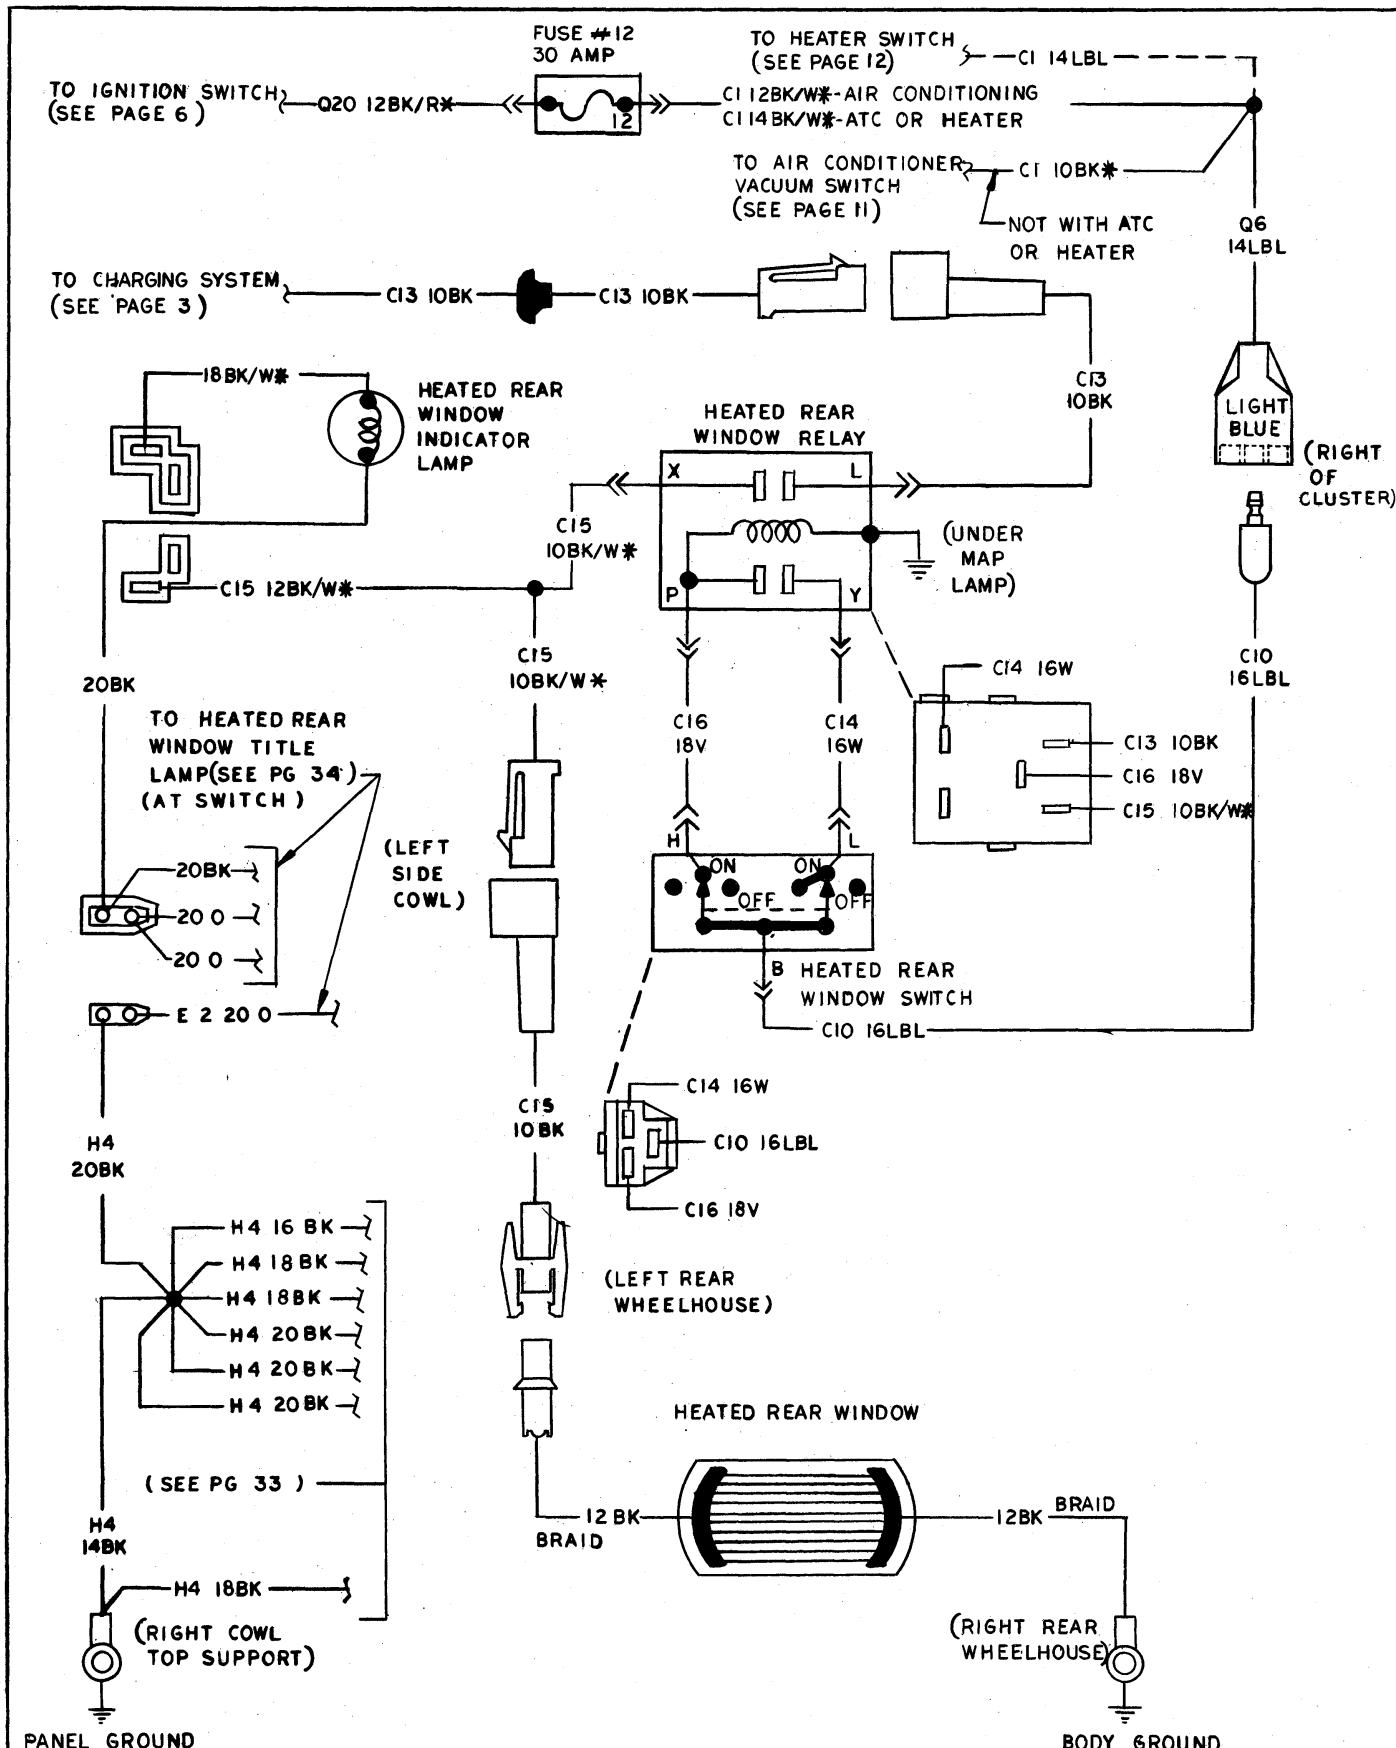 FUSE #12
30 AMP
TO HEATER SWITCH
(SEE PAGE 12)
C1 14LBL
TO IGNITION SWITCH
(SEE PAGE 6)
Q20 12BK/R*
12
C1 12BK/W*-AIR CONDITIONING
C1 14BK/W*-ATC OR HEATER
TO AIR CONDITIONER
VACUUM SWITCH
(SEE PAGE 11)
C1 10BK*
NOT WITH ATC
OR HEATER
Q6
14LBL
TO CHARGING SYSTEM
(SEE PAGE 3)
C13 10BK
C13 10BK
C13
10BK
18BK/W*
HEATED REAR
WINDOW
INDICATOR
LAMP
HEATED REAR
WINDOW RELAY
LIGHT
BLUE
(RIGHT
OF
CLUSTER)
X
L
C15
10BK/W*
(UNDER
MAP
LAMP)
P
Y
C15 12BK/W*
C15
10BK/W*
20BK
C10
16LBL
C14 16W
TO HEATED REAR
WINDOW TITLE
LAMP(SEE PG 34)
(AT SWITCH)
C16
18V
C14
16W
C13 10BK
C16 18V
C15 10BK/W*
(LEFT
SIDE
COWL)
H
L
ON
ON
OFF
OFF
20BK
20 O
20 O
B
HEATED REAR
WINDOW SWITCH
E 2 20 O
C10 16LBL
C14 16W
C15
10BK
C10 16LBL
H4
20BK
C16 18V
H4 16 BK
H4 18BK
H4 18BK
H4 20BK
H4 20BK
H4 20BK
(LEFT REAR
WHEELHOUSE)
HEATED REAR WINDOW
(SEE PG 33)
H4
14BK
12BK
BRAID
12BK
BRAID
H4 18BK
(RIGHT COWL
TOP SUPPORT)
(RIGHT REAR
WHEELHOUSE)
PANEL GROUND
BODY GROUND